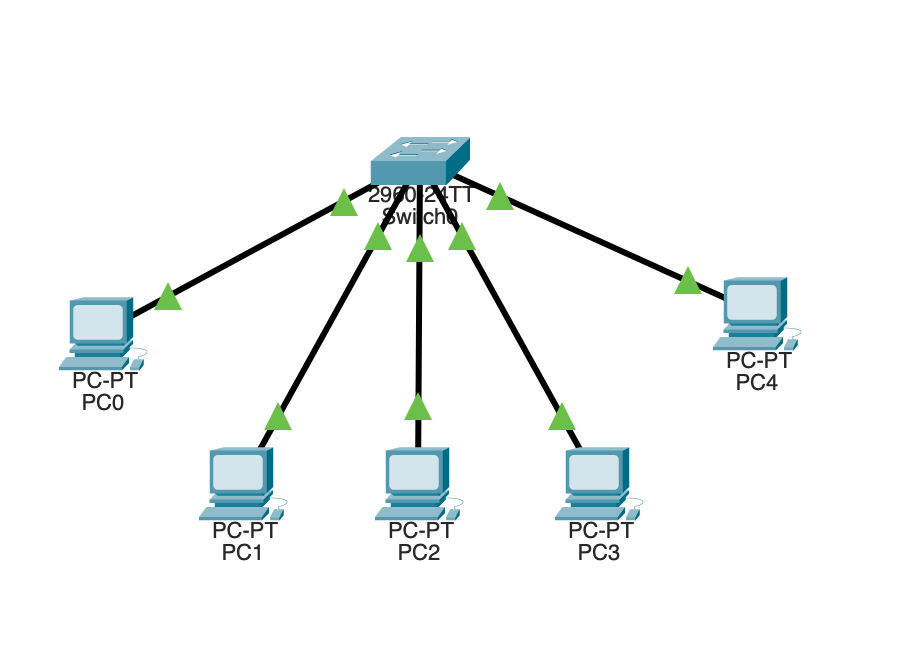 2960-24TT
Switch0
PC-PT
PC0
PC-PT
PC4
PC-PT
PC1
PC-PT
PC2
PC-PT
PC3